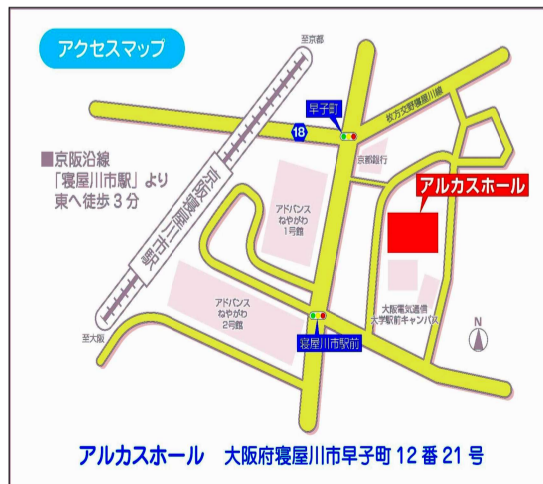 アクセスマップ
至京都
早子町
枚方交野寝屋川線
18
京都銀行
■京阪沿線
「寝屋川市駅」より
東へ徒歩3分
京阪寝屋川市駅
アルカスホール
アドバンス
ねやがわ
1号館
アドバンス
ねやがわ
2号館
大阪電気通信
大学駅前キャンパス
至大阪
寝屋川市駅前
N
アルカスホール 大阪府寝屋川市早子町12番21号